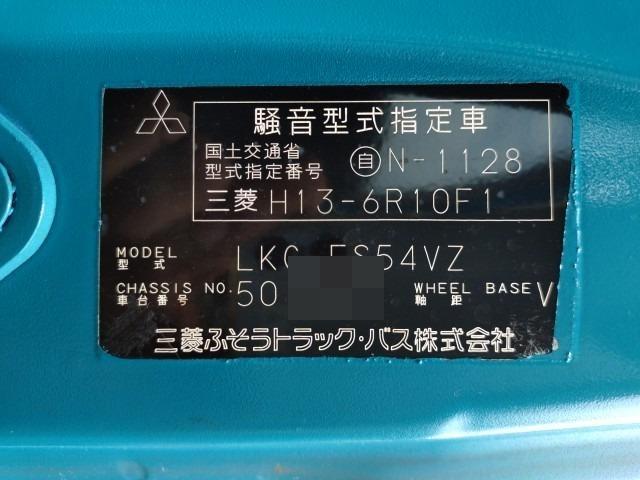 騒音型式指定車
国土交通省
型式指定番号 自 N-1128
三菱 H13-6R10F1
MODEL 54VZ
型式
CHASSIS NO. 50 WHEEL BASE V
車台番号 軸距
三菱ふそうトラック・バス株式会社